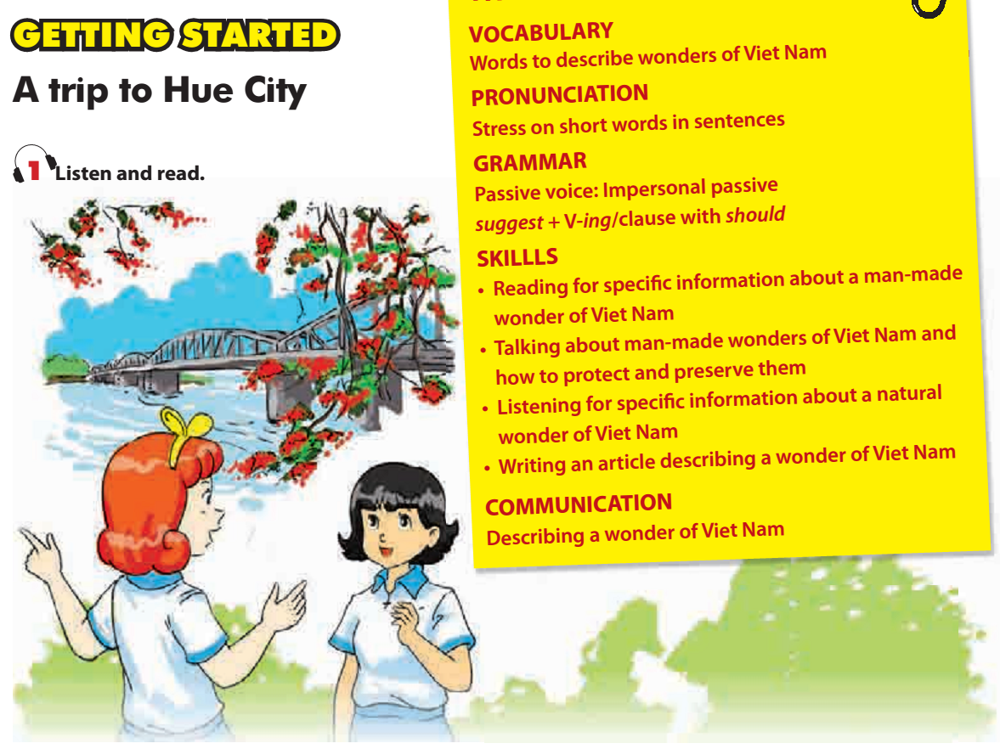 GETTING STARTED
A trip to Hue City
1 Listen and read.
VOCABULARY
Words to describe wonders of Viet Nam
PRONUNCIATION
Stress on short words in sentences
GRAMMAR
Passive voice: Impersonal passive
suggest + V-ing/clause with should
SKILLLS
• Reading for specific information about a man-made
wonder of Viet Nam
• Talking about man-made wonders of Viet Nam and
how to protect and preserve them
• Listening for specific information about a natural
wonder of Viet Nam
• Writing an article describing a wonder of Viet Nam
COMMUNICATION
Describing a wonder of Viet Nam